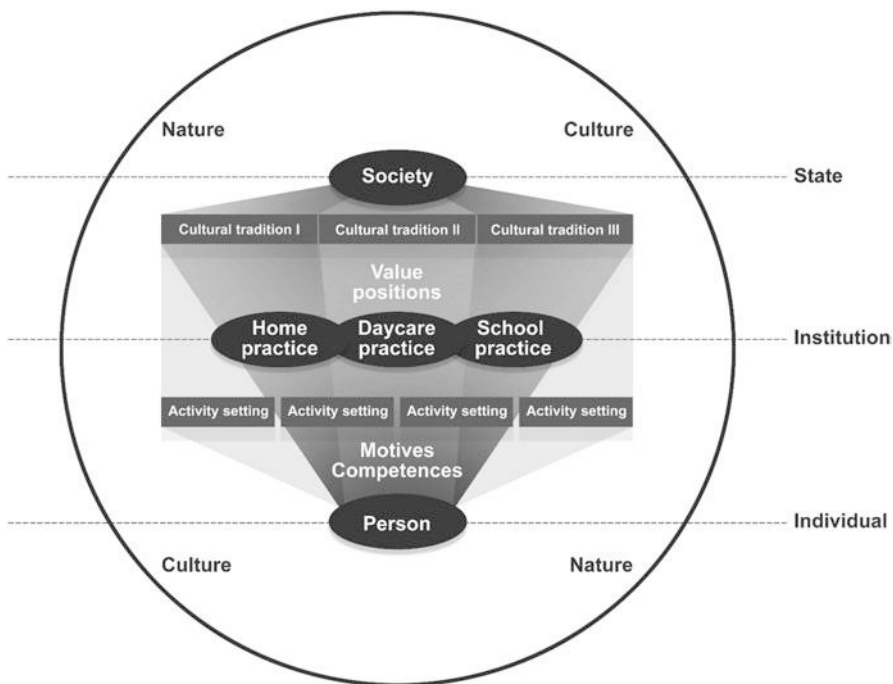 Nature
Culture
Society
State
Cultural tradition I
Cultural tradition II
Cultural tradition III
Value
positions
Home
practice
Daycare
practice
School
practice
Institution
Activity setting
Activity setting
Activity setting
Activity setting
Motives
Competences
Person
Individual
Culture
Nature